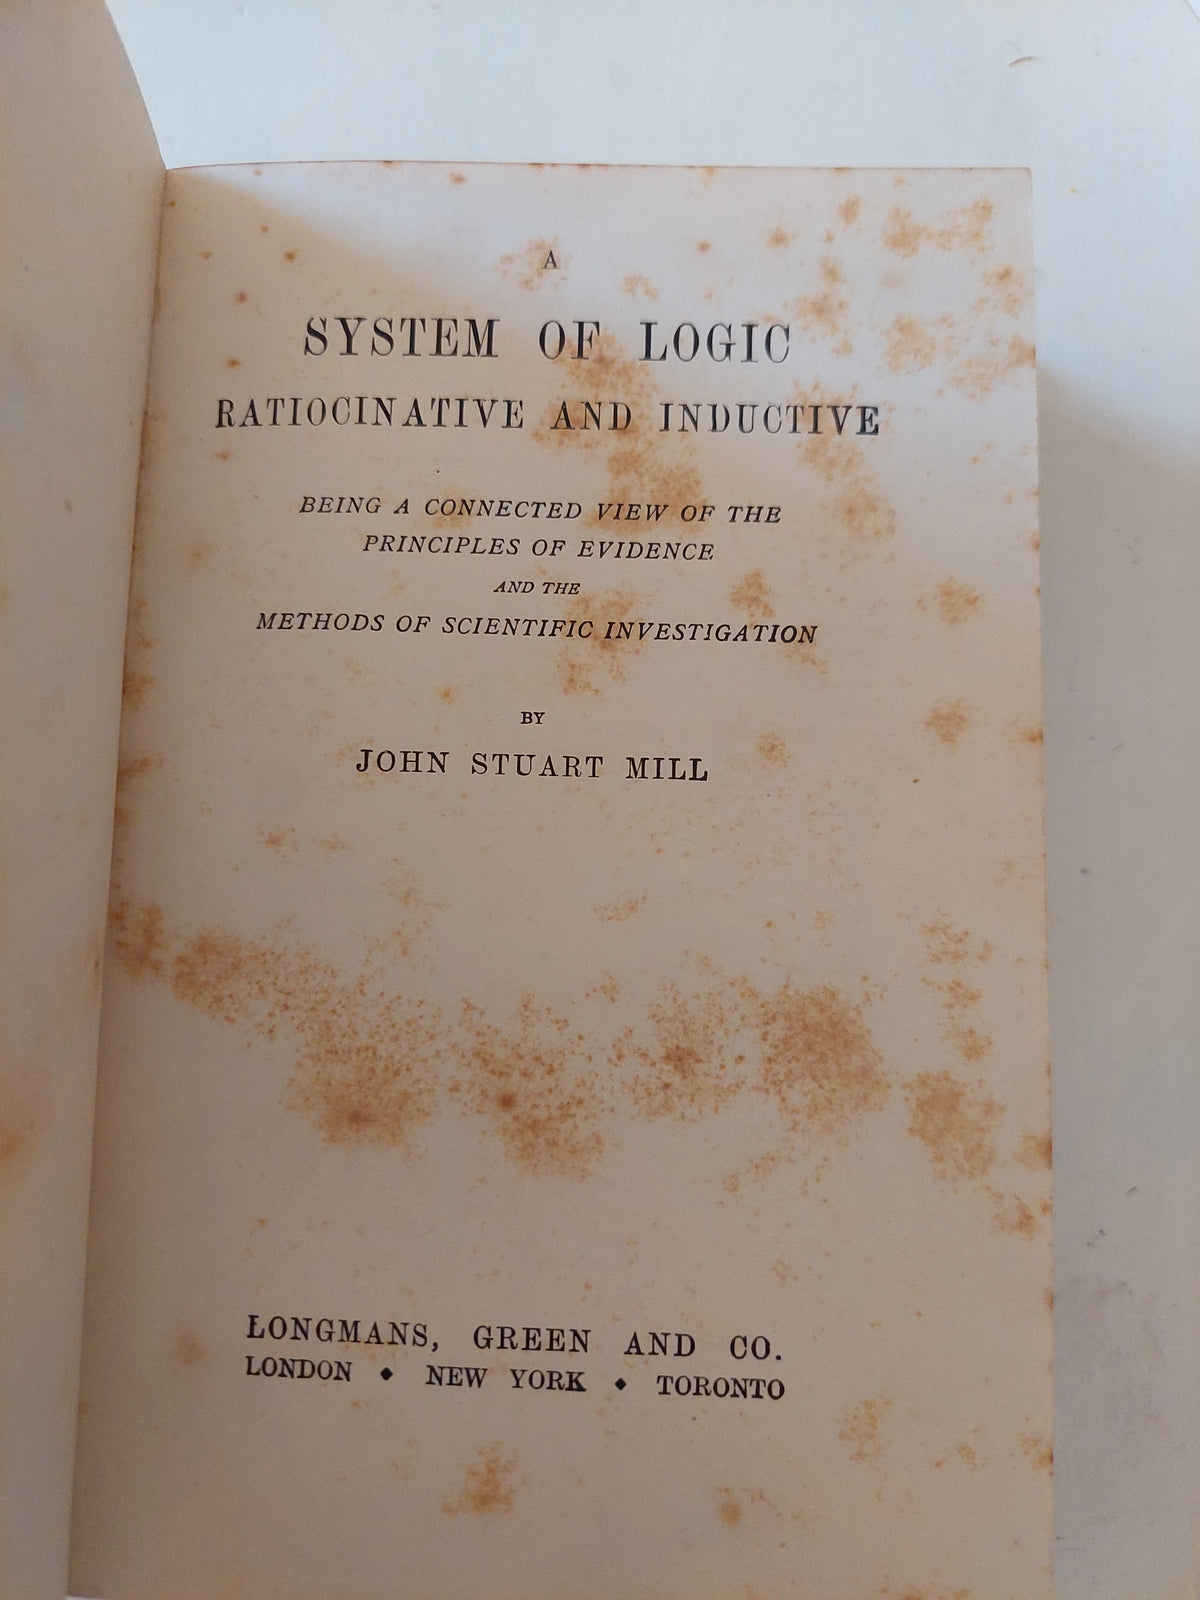 A
SYSTEM OF LOGIC
RATIOCINATIVE AND INDUCTIVE
BEING A CONNECTED VIEW OF THE
PRINCIPLES OF EVIDENCE
AND THE
METHODS OF SCIENTIFIC INVESTIGATION
BY
JOHN STUART MILL
LONGMANS, GREEN AND CO.
LONDON ◆ NEW YORK ◆ TORONTO